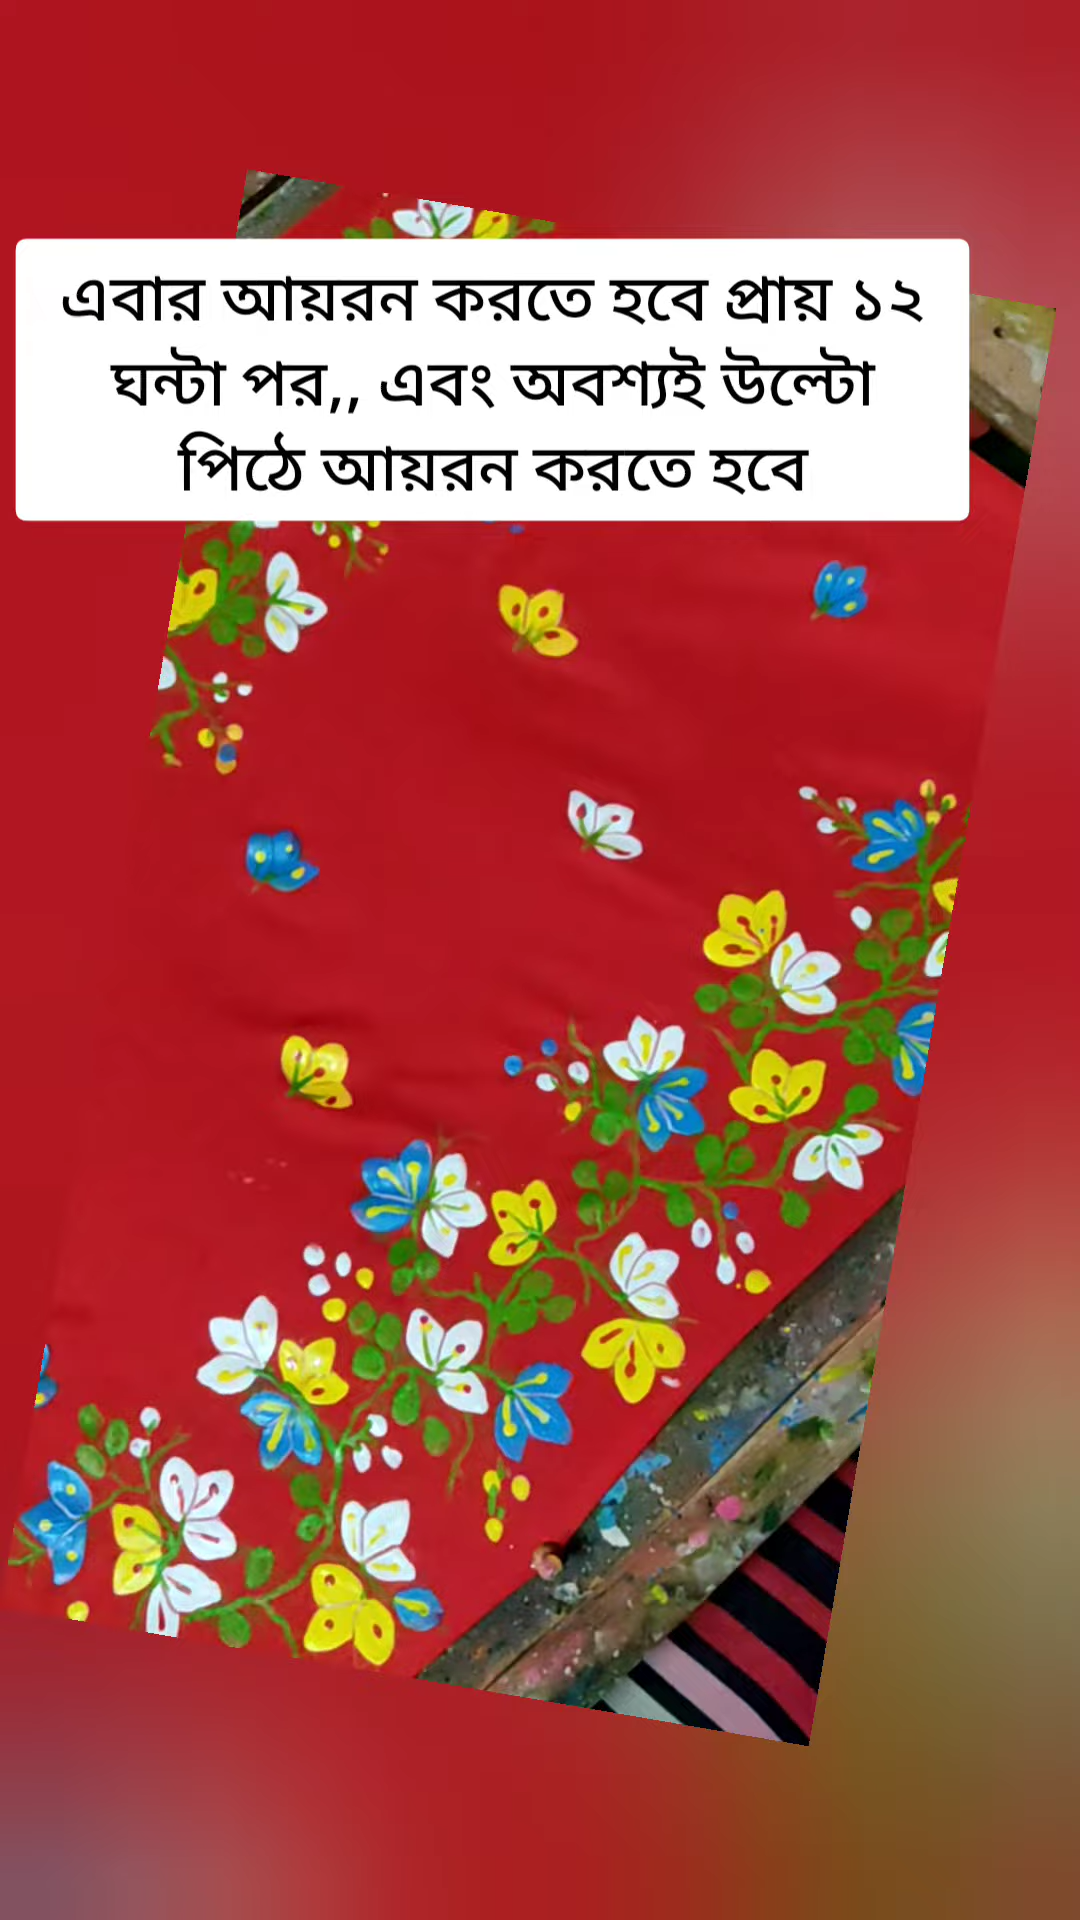 এবার আয়রন করতে হবে প্রায় ১২
ঘন্টা পর,, এবং অবশ্যই উল্টো
পিঠে আয়রন করতে হবে